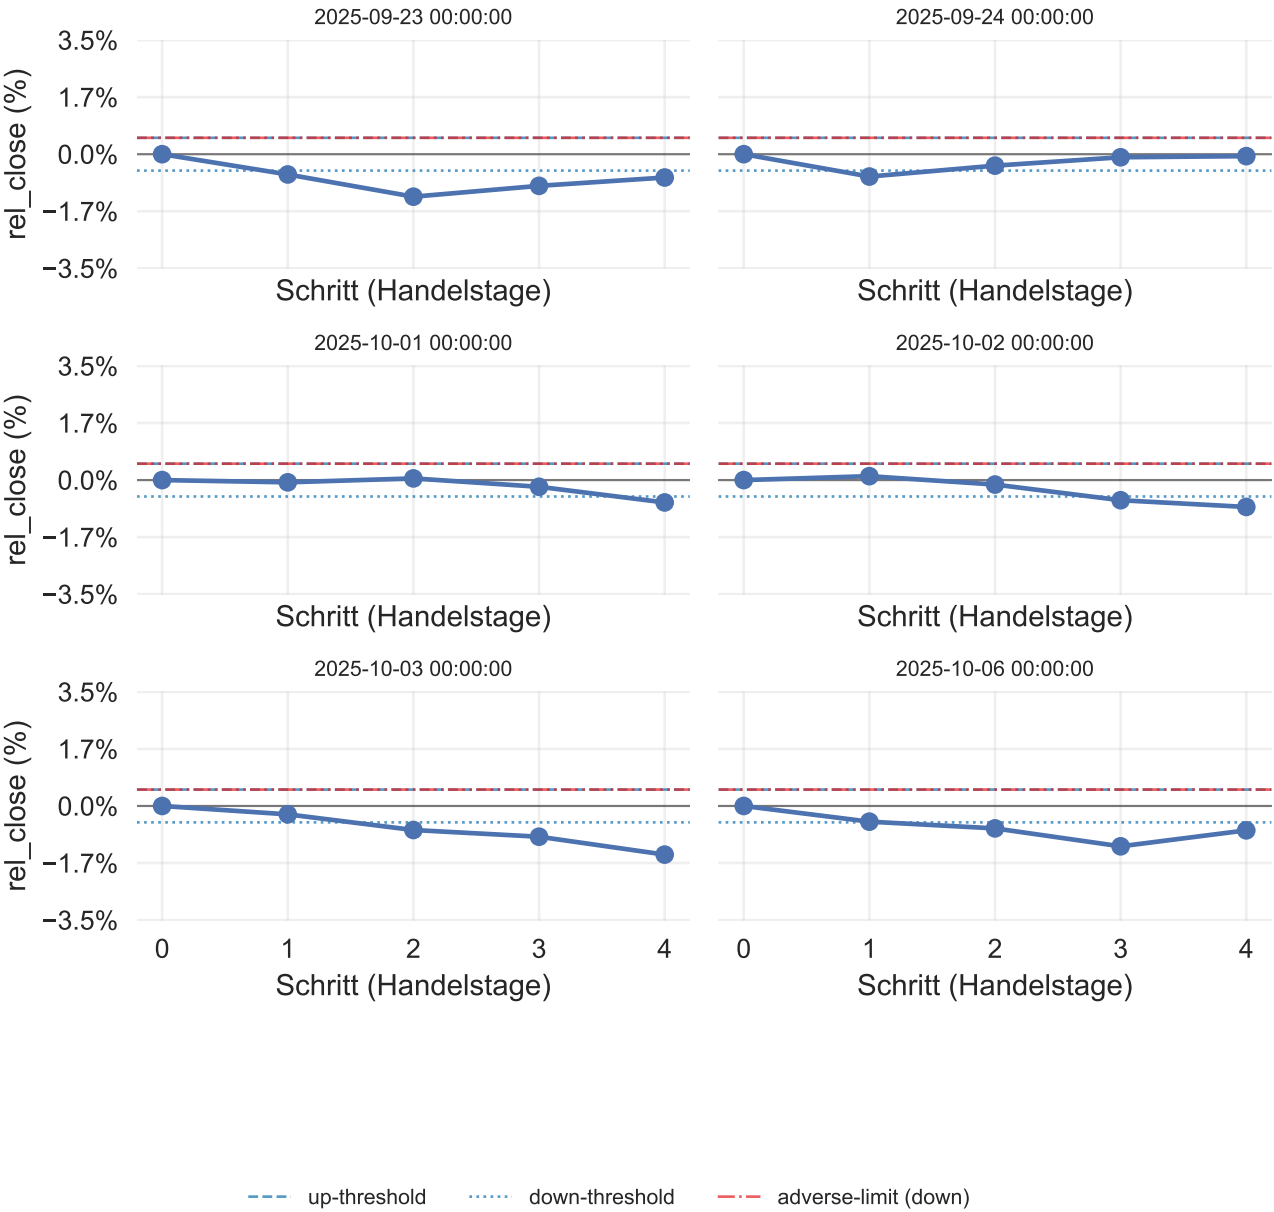 2025-09-23 00:00:00
2025-09-24 00:00:00
3.5%
1.7%
0.0%
−1.7%
−3.5%
rel_close (%)
Schritt (Handelstage)
Schritt (Handelstage)
2025-10-01 00:00:00
2025-10-02 00:00:00
3.5%
1.7%
0.0%
−1.7%
−3.5%
rel_close (%)
Schritt (Handelstage)
Schritt (Handelstage)
2025-10-03 00:00:00
2025-10-06 00:00:00
3.5%
1.7%
0.0%
−1.7%
−3.5%
rel_close (%)
0 1 2 3 4
0 1 2 3 4
Schritt (Handelstage)
Schritt (Handelstage)
up-threshold
down-threshold
adverse-limit (down)